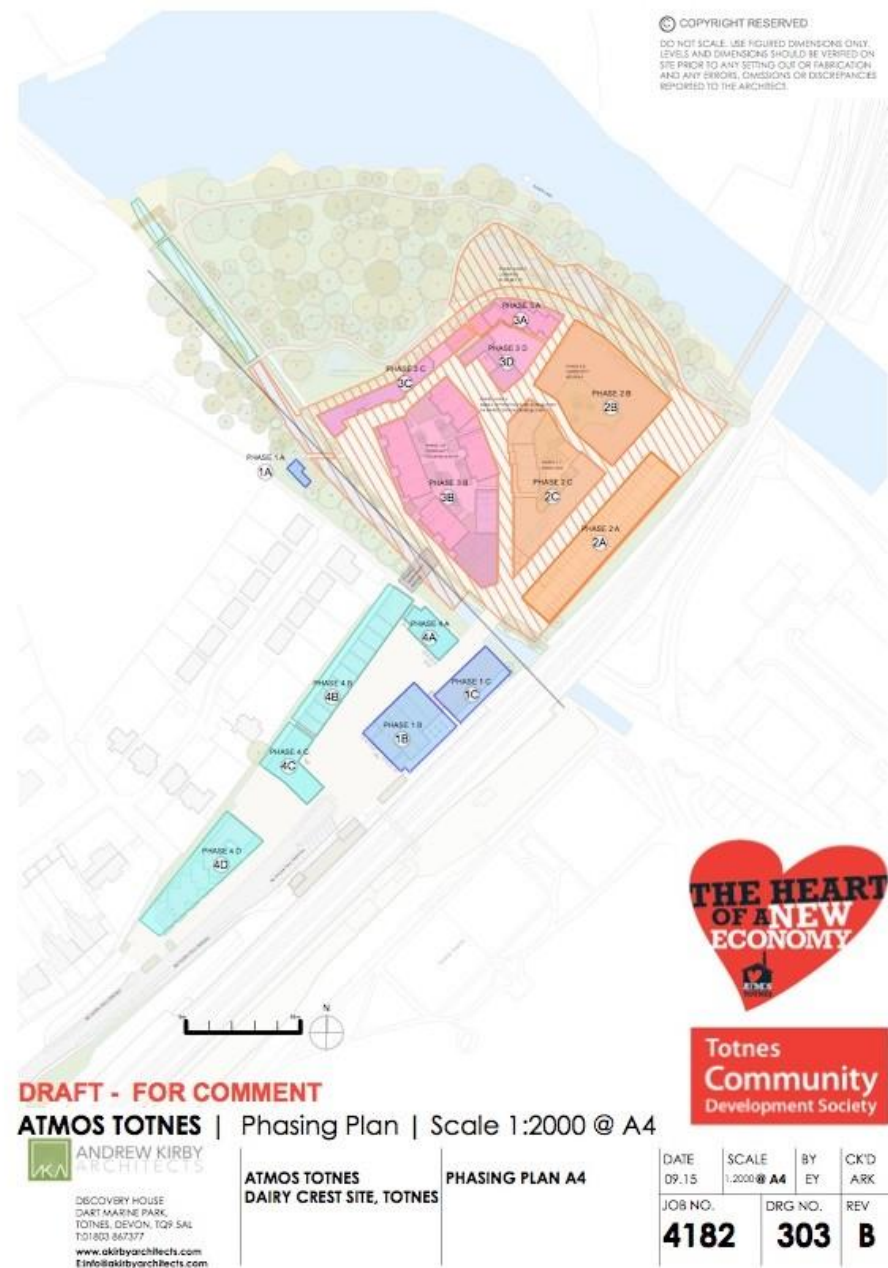 © COPYRIGHT RESERVED
DO NOT SCALE. USE FIGURED DIMENSIONS ONLY.
LEVELS AND DIMENSIONS SHOULD BE VERIFIED ON
SITE PRIOR TO ANY SETTING OUT OR FABRICATION
AND ANY ERRORS, OMISSIONS OR DISCREPANCIES
REPORTED TO THE ARCHITECT.
PHASE 3 A
3A
PHASE 3 D
3D
PHASE 3 C
3C
PHASE 2 B
2B
PHASE 1 A
1A
PHASE 3 B
3B
PHASE 2 C
2C
PHASE 2 A
2A
PHASE 4 A
4A
PHASE 4 B
4B
PHASE 1 C
1C
PHASE 1 B
1B
PHASE 4 C
4C
PHASE 4 D
4D
N
THE HEART
OF A NEW
ECONOMY
ATMOS
TOTNES
Totnes
Community
Development Society
DRAFT - FOR COMMENT
ATMOS TOTNES | Phasing Plan | Scale 1:2000 @ A4
AKA
ANDREW KIRBY
ARCHITECTS
DISCOVERY HOUSE
DART MARINE PARK,
TOTNES, DEVON, TQ9 5AL
T:01803 867377
www.akirbyarchitects.com
E:info@akirbyarchitects.com
ATMOS TOTNES
DAIRY CREST SITE, TOTNES
PHASING PLAN A4
DATE
09.15
SCALE
1:2000 @ A4
BY
EY
CK'D
ARK
JOB NO.
4182
DRG NO.
303
REV
B